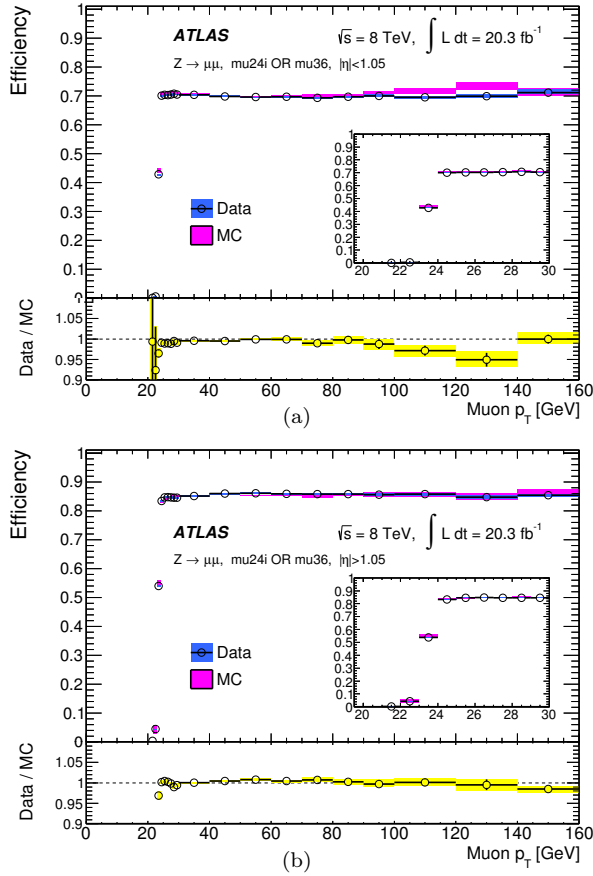 Efficiency
1
0.9
0.8
0.7
0.6
0.5
0.4
0.3
0.2
0.1
0
ATLAS
√s = 8 TeV, ∫ L dt = 20.3 fb⁻¹
Z → μμ, mu24i OR mu36, |η|<1.05
Data
MC
1
0.9
0.8
0.7
0.6
0.5
0.4
0.3
0.2
0.1
0
20 22 24 26 28 30
Data / MC
1.05
1
0.95
0.9
0 20 40 60 80 100 120 140 160
Muon p_T [GeV]
(a)
Efficiency
1
0.9
0.8
0.7
0.6
0.5
0.4
0.3
0.2
0.1
0
ATLAS
√s = 8 TeV, ∫ L dt = 20.3 fb⁻¹
Z → μμ, mu24i OR mu36, |η|>1.05
Data
MC
1
0.9
0.8
0.7
0.6
0.5
0.4
0.3
0.2
0.1
0
20 22 24 26 28 30
Data / MC
1.05
1
0.95
0.9
0 20 40 60 80 100 120 140 160
Muon p_T [GeV]
(b)